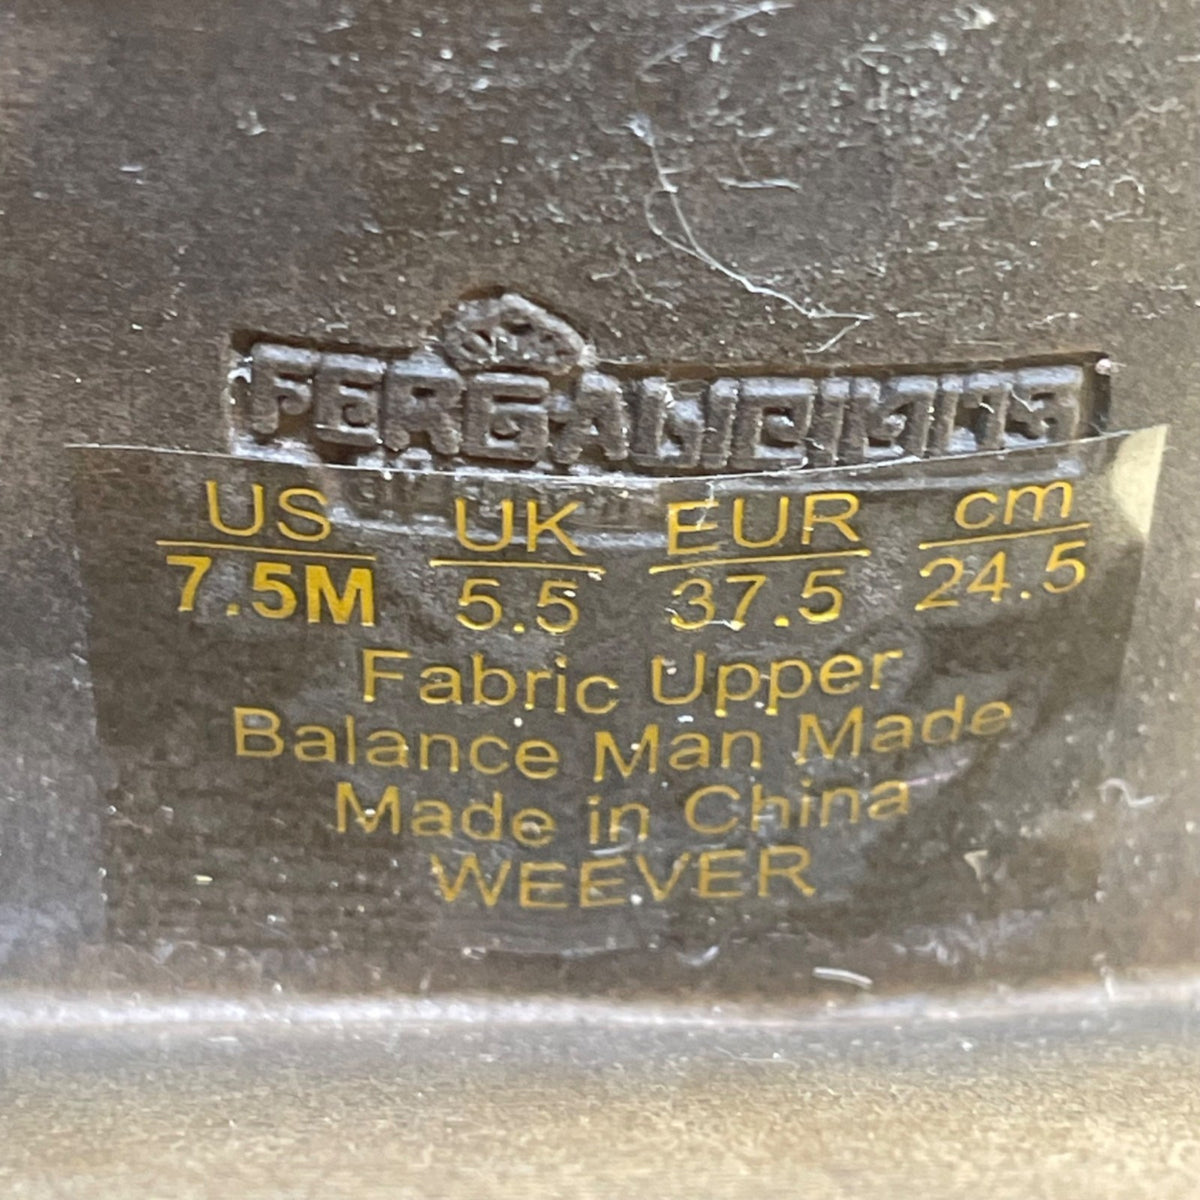 FERGALICIOUS
US UK EUR cm
7.5M 5.5 37.5 24.5
Fabric Upper
Balance Man Made
Made in China
WEEVER